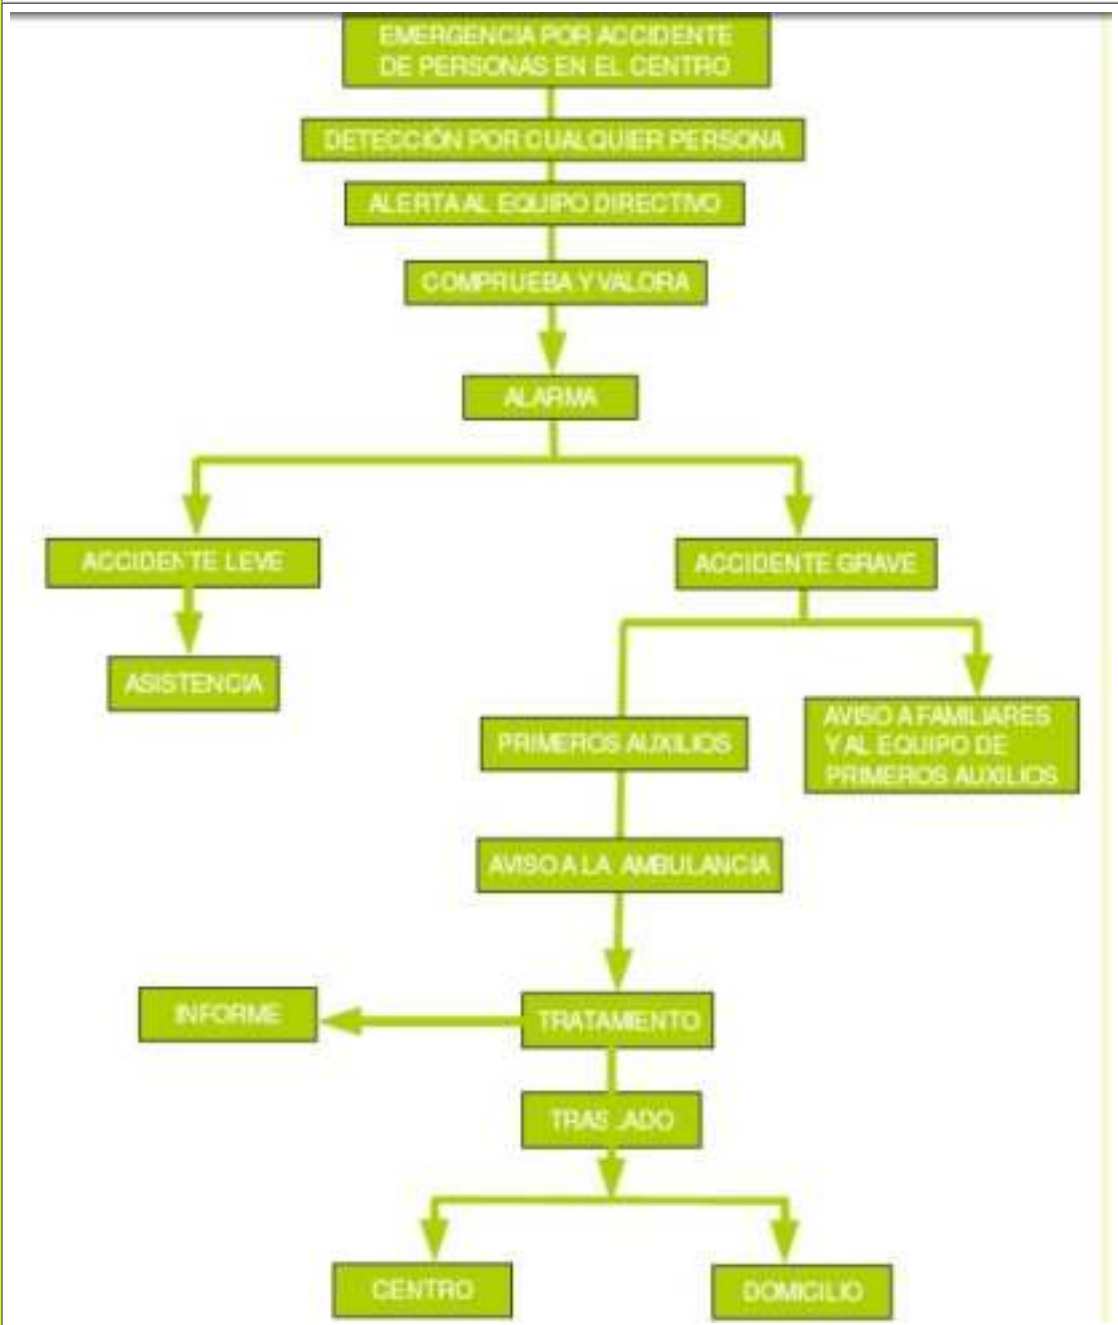 EMERGENCIA POR ACCIDENTE
DE PERSONAS EN EL CENTRO
DETECCIÓN POR CUALQUIER PERSONA
ALERTA AL EQUIPO DIRECTIVO
COMPRUEBA Y VALORA
ALARMA
ACCIDENTE LEVE
ACCIDENTE GRAVE
ASISTENCIA
PRIMEROS AUXILIOS
AVISO A FAMILIARES
Y AL EQUIPO DE
PRIMEROS AUXILIOS
AVISO A LA AMBULANCIA
INFORME
TRATAMIENTO
TRASLADO
CENTRO
DOMICILIO